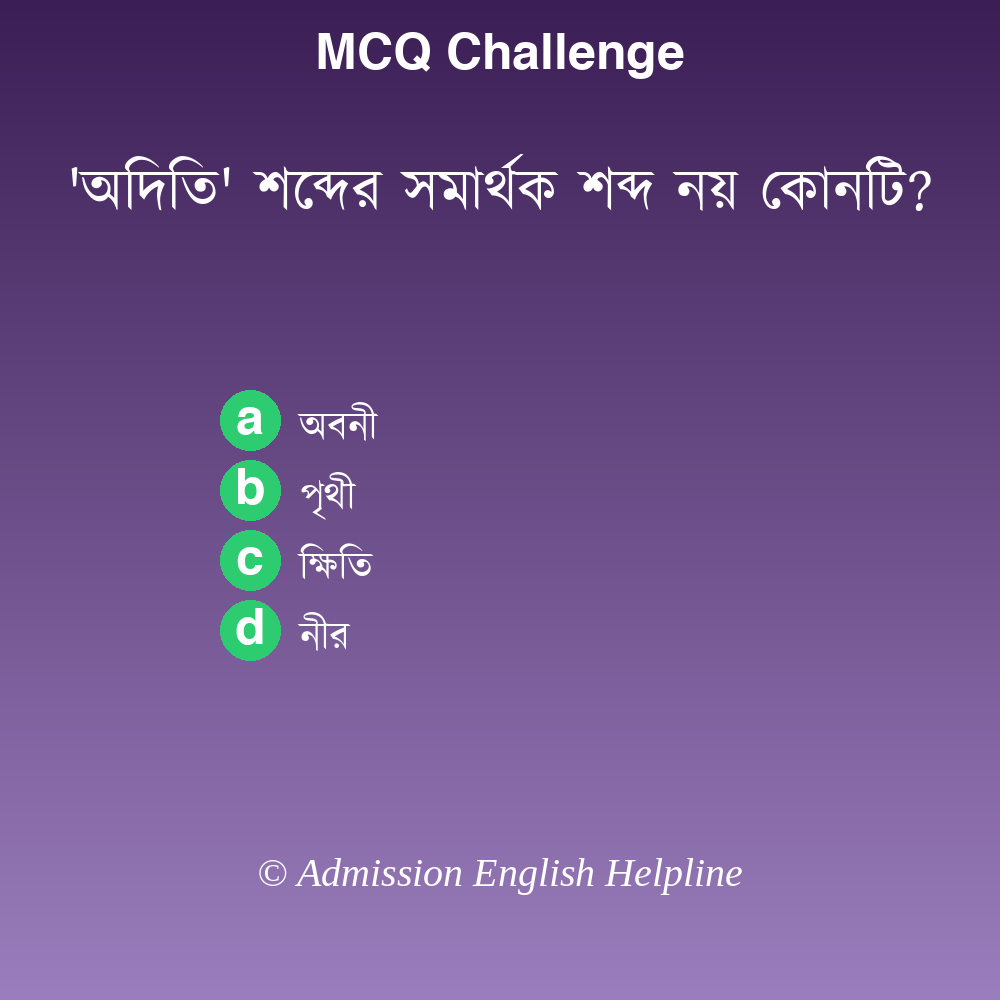 MCQ Challenge
'অদিতি' শব্দের সমার্থক শব্দ নয় কোনটি?
a অবনী
b পৃথী
c ক্ষিতি
d নীর
© Admission English Helpline